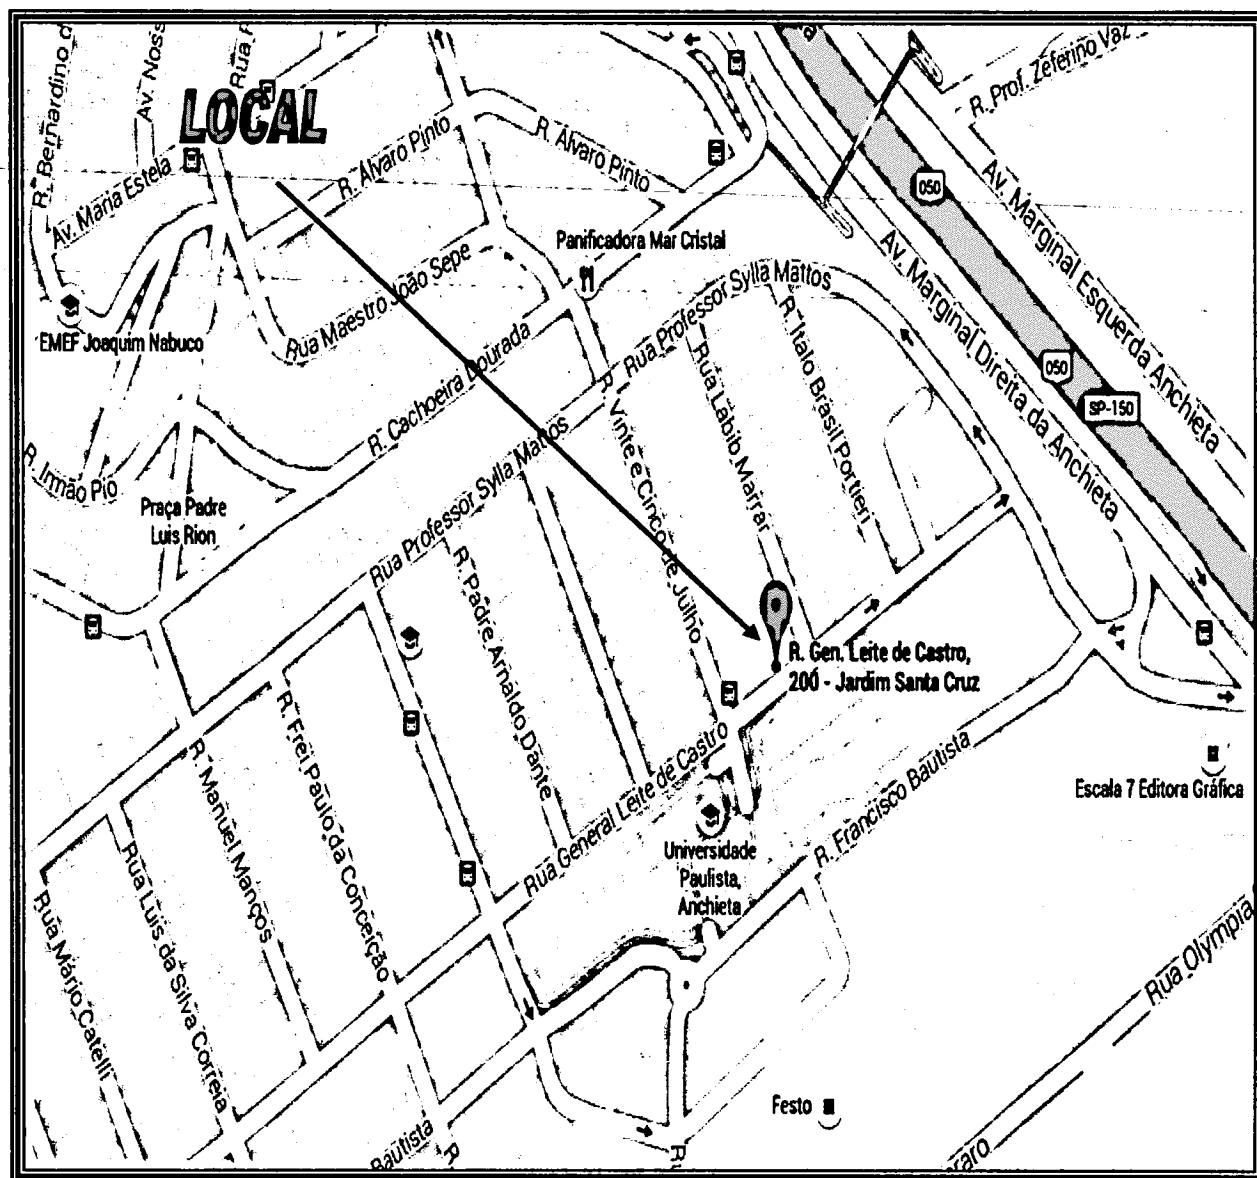 R. Bernardino d
Av. Noss
Rua F
R. Prof. Zeferino Vaz
LOCAL
R. Álvaro Pinto
R. Álvaro Pinto
Av. Maria Estela
050
Av. Marginal Esquerda Anchieta
Panificadora Mar Cristal
Av. Marginal Direita da Anchieta
Rua Maestro João Sepe
Rua Professor Sylla Mattos
EMEF Joaquim Nabuco
R. Cachoeira Dourada
R. Vinte e Cinco de Julho
Rua Labib Marrar
R. Italo Brasil Portieri
050
SP-150
R. Irmão Pio
Praça Padre
Luis Rion
Rua Professor Sylla Mattos
R. Padre Arnaldo Dante
R. Gen. Leite de Castro,
200 - Jardim Santa Cruz
R. Frei Paulo da Conceição
R. Manuel Manços
Rua General Leite de Castro
R. Francisco Bautista
Escala 7 Editora Gráfica
Universidade
Paulista,
Anchieta
Rua Luis da Silva Correia
Rua Mário Catelli
Rua Olympia
Festo
Bautista
R.
Ru
raro